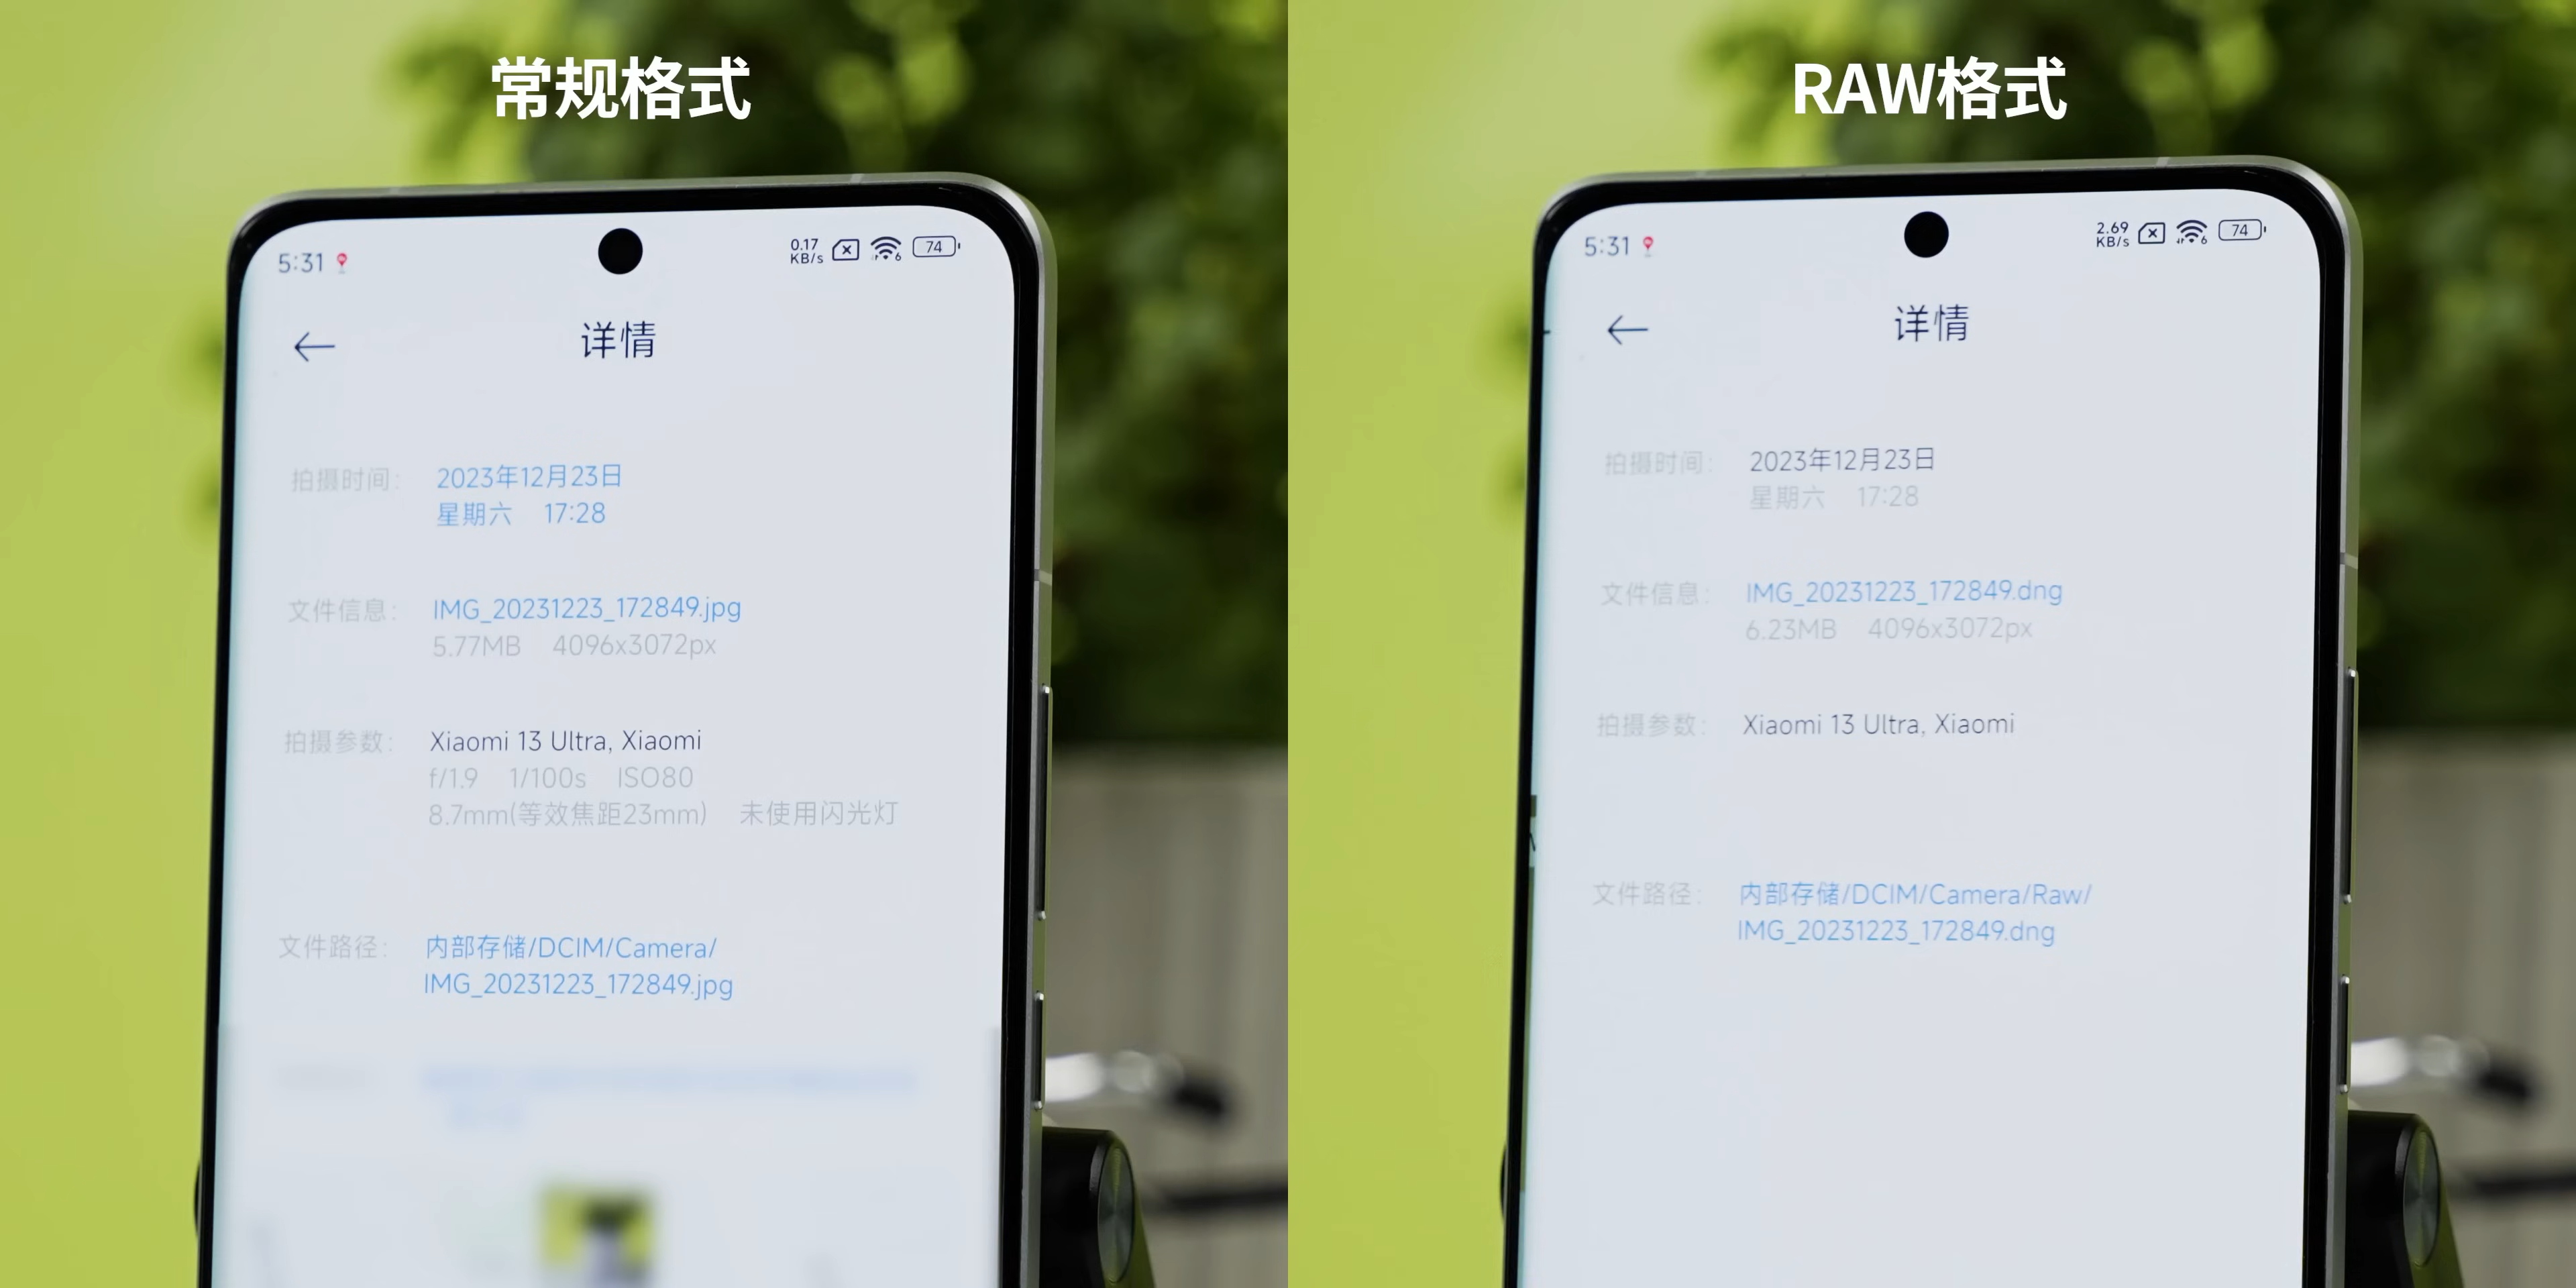 常规格式
5:31
0.17
KB/s
6
74
详情
拍摄时间：
2023年12月23日
星期六 17:28
文件信息：
IMG_20231223_172849.jpg
5.77MB 4096x3072px
拍摄参数：
Xiaomi 13 Ultra, Xiaomi
f/1.9 1/100s ISO80
8.7mm(等效焦距23mm) 未使用闪光灯
文件路径：
内部存储/DCIM/Camera/
IMG_20231223_172849.jpg
RAW格式
5:31
2.69
KB/s
6
74
详情
拍摄时间：
2023年12月23日
星期六 17:28
文件信息：
IMG_20231223_172849.dng
6.23MB 4096x3072px
拍摄参数：
Xiaomi 13 Ultra, Xiaomi
文件路径：
内部存储/DCIM/Camera/Raw/
IMG_20231223_172849.dng